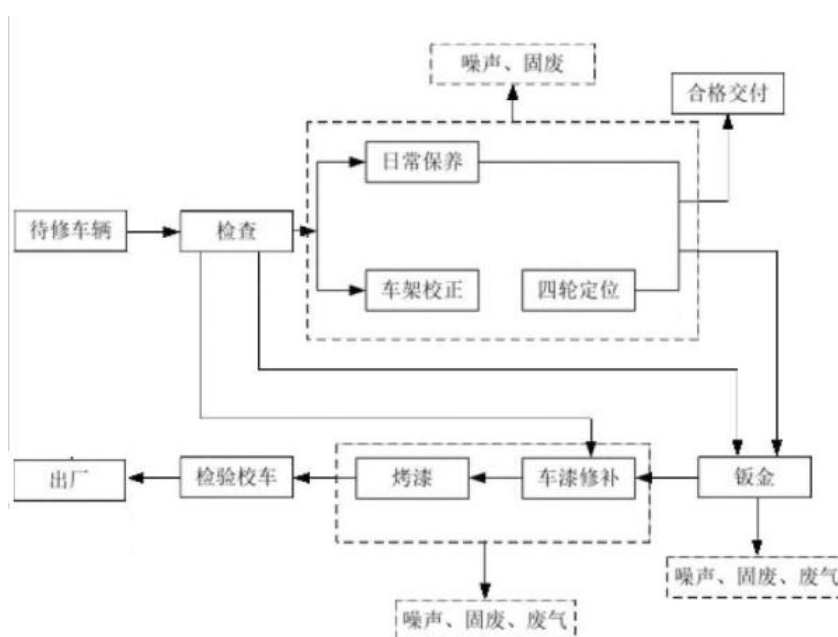 噪声、固废
合格交付
日常保养
待修车辆
检查
车架校正
四轮定位
出厂
检验校车
烤漆
车漆修补
钣金
噪声、固废、废气
噪声、固废、废气